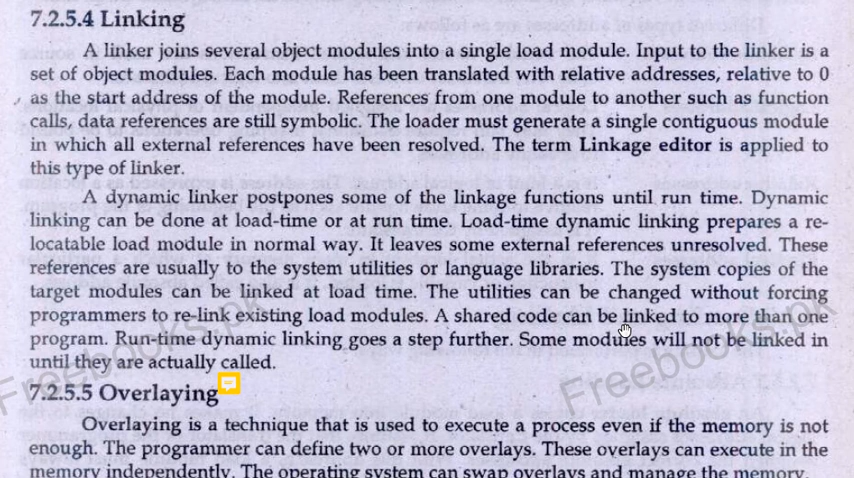 7.2.5.4 Linking
A linker joins several object modules into a single load module. Input to the linker is a
set of object modules. Each module has been translated with relative addresses, relative to 0
as the start address of the module. References from one module to another such as function
calls, data references are still symbolic. The loader must generate a single contiguous module
in which all external references have been resolved. The term Linkage editor is applied to
this type of linker.
A dynamic linker postpones some of the linkage functions until run time. Dynamic
linking can be done at load-time or at run time. Load-time dynamic linking prepares a re-
locatable load module in normal way. It leaves some external references unresolved. These
references are usually to the system utilities or language libraries. The system copies of the
target modules can be linked at load time. The utilities can be changed without forcing
programmers to re-link existing load modules. A shared code can be linked to more than one
program. Run-time dynamic linking goes a step further. Some modules will not be linked in
until they are actually called.
Freebooks.pk
Freebooks.pk
7.2.5.5 Overlaying
Overlaying is a technique that is used to execute a process even if the memory is not
enough. The programmer can define two or more overlays. These overlays can execute in the
memory independently. The operating system can swap overlays and manage the memory.